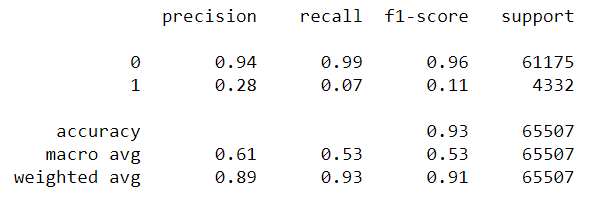 precision recall f1-score support
0 0.94 0.99 0.96 61175
1 0.28 0.07 0.11 4332
accuracy 0.93 65507
macro avg 0.61 0.53 0.53 65507
weighted avg 0.89 0.93 0.91 65507